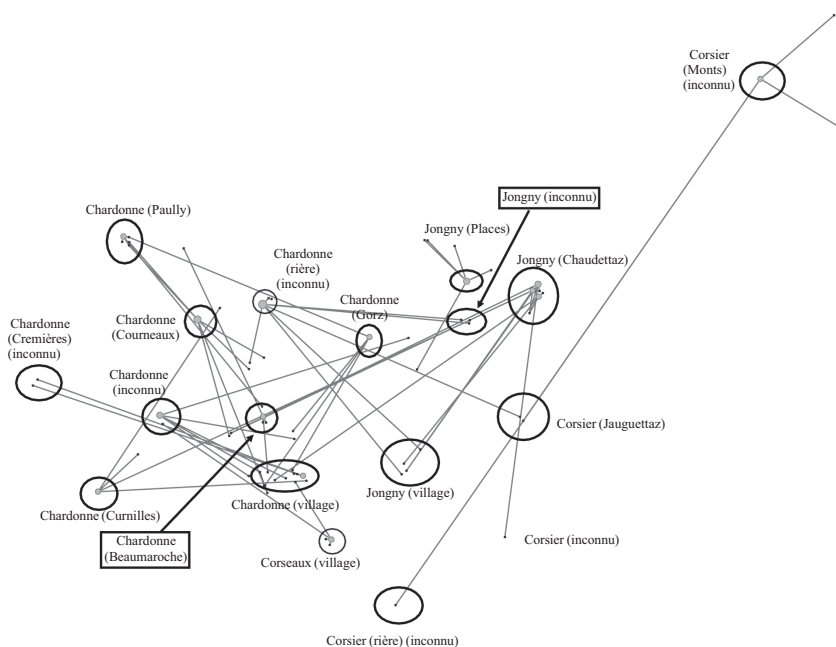 Corsier
(Monts)
(inconnu)
Jongny (inconnu)
Chardonne (Paully)
Jongny (Places)
Chardonne
(rière)
(inconnu)
Jongny (Chaudettaz)
Chardonne
(Gorz)
Chardonne
(Cremières)
(inconnu)
Chardonne
(Courneaux)
Chardonne
(inconnu)
Corsier (Jauguettaz)
Jongny (village)
Chardonne (village)
Chardonne (Curnilles)
Chardonne
(Beaumaroche)
Corseaux (village)
Corsier (inconnu)
Corsier (rière) (inconnu)